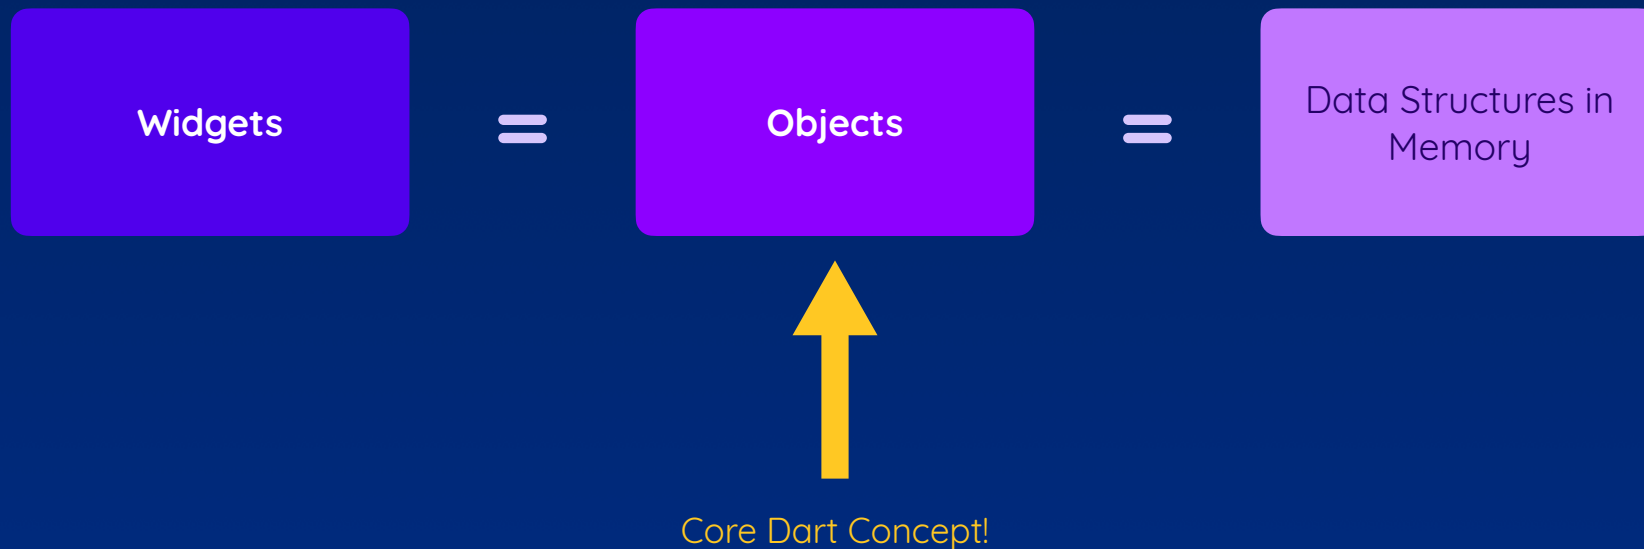 Widgets
=
Objects
=
Data Structures in
Memory
Core Dart Concept!